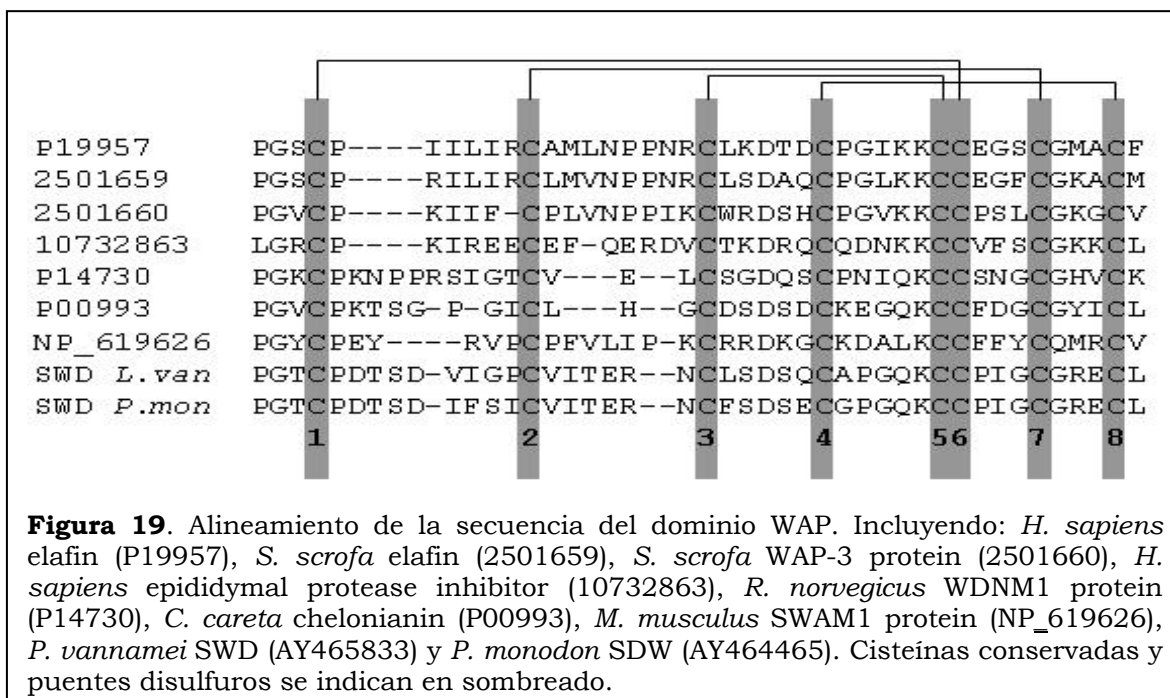 P19957 PGSCP----IILIRCAMLNPPNRCLKDTDCPGIKKCCEGSCGMACF
2501659 PGSCP----RILIRCLMVNPPNRCLSDAQCPGLKKCCEGFCGKACM
2501660 PGVCP----KIIF-CPLVNPPIKCWRDSHCPGVKKCCPSLCGKGCV
10732863 LGRCP----KIREECEF-QERDVCTKDRQCQDNKKCCVFSCGKKCL
P14730 PGKCPKNPPRSIGTCV---E--LCSGDQSCPNIQKCCSNGCGHVCK
P00993 PGVCPKTSG-P-GICL---H--GCDSDSDCKEGQKCCFDGCGYICL
NP_619626 PGYCPEY----RVPCPFVLIP-KCRRDKGCKDALKCCFFYCQMRCV
SWD L.van PGTCPDTSD-VIGPCVITER--NCLSDSQCAPGQKCCPIGCGRECL
SWD P.mon PGTCPDTSD-IFSICVITER--NCFSDSECGPGQKCCPIGCGRECL
1 2 3 4 56 7 8
Figura 19. Alineamiento de la secuencia del dominio WAP. Incluyendo: H. sapiens
elafin (P19957), S. scrofa elafin (2501659), S. scrofa WAP-3 protein (2501660), H.
sapiens epididymal protease inhibitor (10732863), R. norvegicus WDNM1 protein
(P14730), C. careta chelonianin (P00993), M. musculus SWAM1 protein (NP_619626),
P. vannamei SWD (AY465833) y P. monodon SDW (AY464465). Cisteínas conservadas y
puentes disulfuros se indican en sombreado.